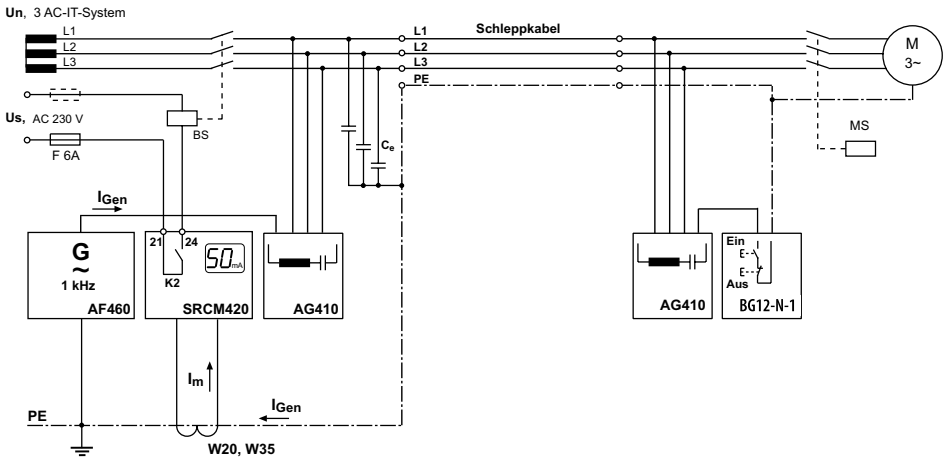 Un, 3 AC-IT-System
L1
L2
L3
L1
L2
L3
PE
Schleppkabel
M
3~
Us, AC 230 V
F 6A
BS
Ce
MS
IGen
G
~
1 kHz
AF460
21
24
K2
50 mA
SRCM420
AG410
AG410
Ein
E
E
Aus
BG12-N-1
Im
IGen
PE
W20, W35